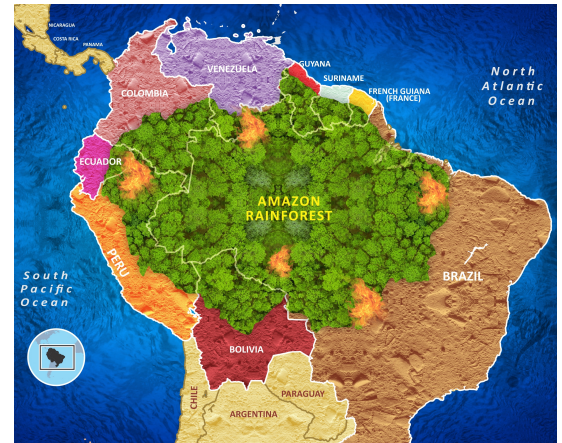 NICARAGUA
COSTA RICA
PANAMA
VENEZUELA
GUYANA
SURINAME
FRENCH GUIANA
(FRANCE)
North
Atlantic
Ocean
COLOMBIA
ECUADOR
AMAZON
RAINFOREST
PERU
South
Pacific
Ocean
BRAZIL
BOLIVIA
CHILE
PARAGUAY
ARGENTINA